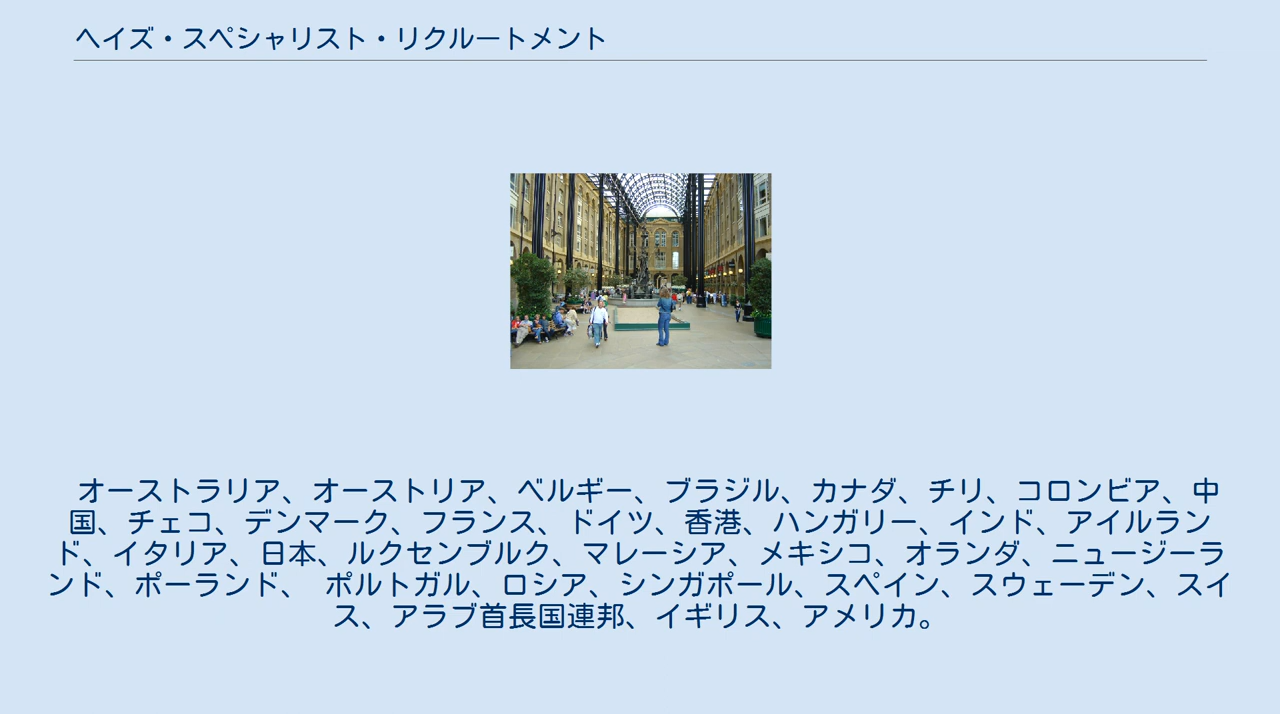 ヘイズ・スペシャリスト・リクルートメント
オーストラリア、オーストリア、ベルギー、ブラジル、カナダ、チリ、コロンビア、中
国、チェコ、デンマーク、フランス、ドイツ、香港、ハンガリー、インド、アイルラン
ド、イタリア、日本、ルクセンブルク、マレーシア、メキシコ、オランダ、ニュージーラ
ンド、ポーランド、 ポルトガル、ロシア、シンガポール、スペイン、スウェーデン、スイ
ス、アラブ首長国連邦、イギリス、アメリカ。